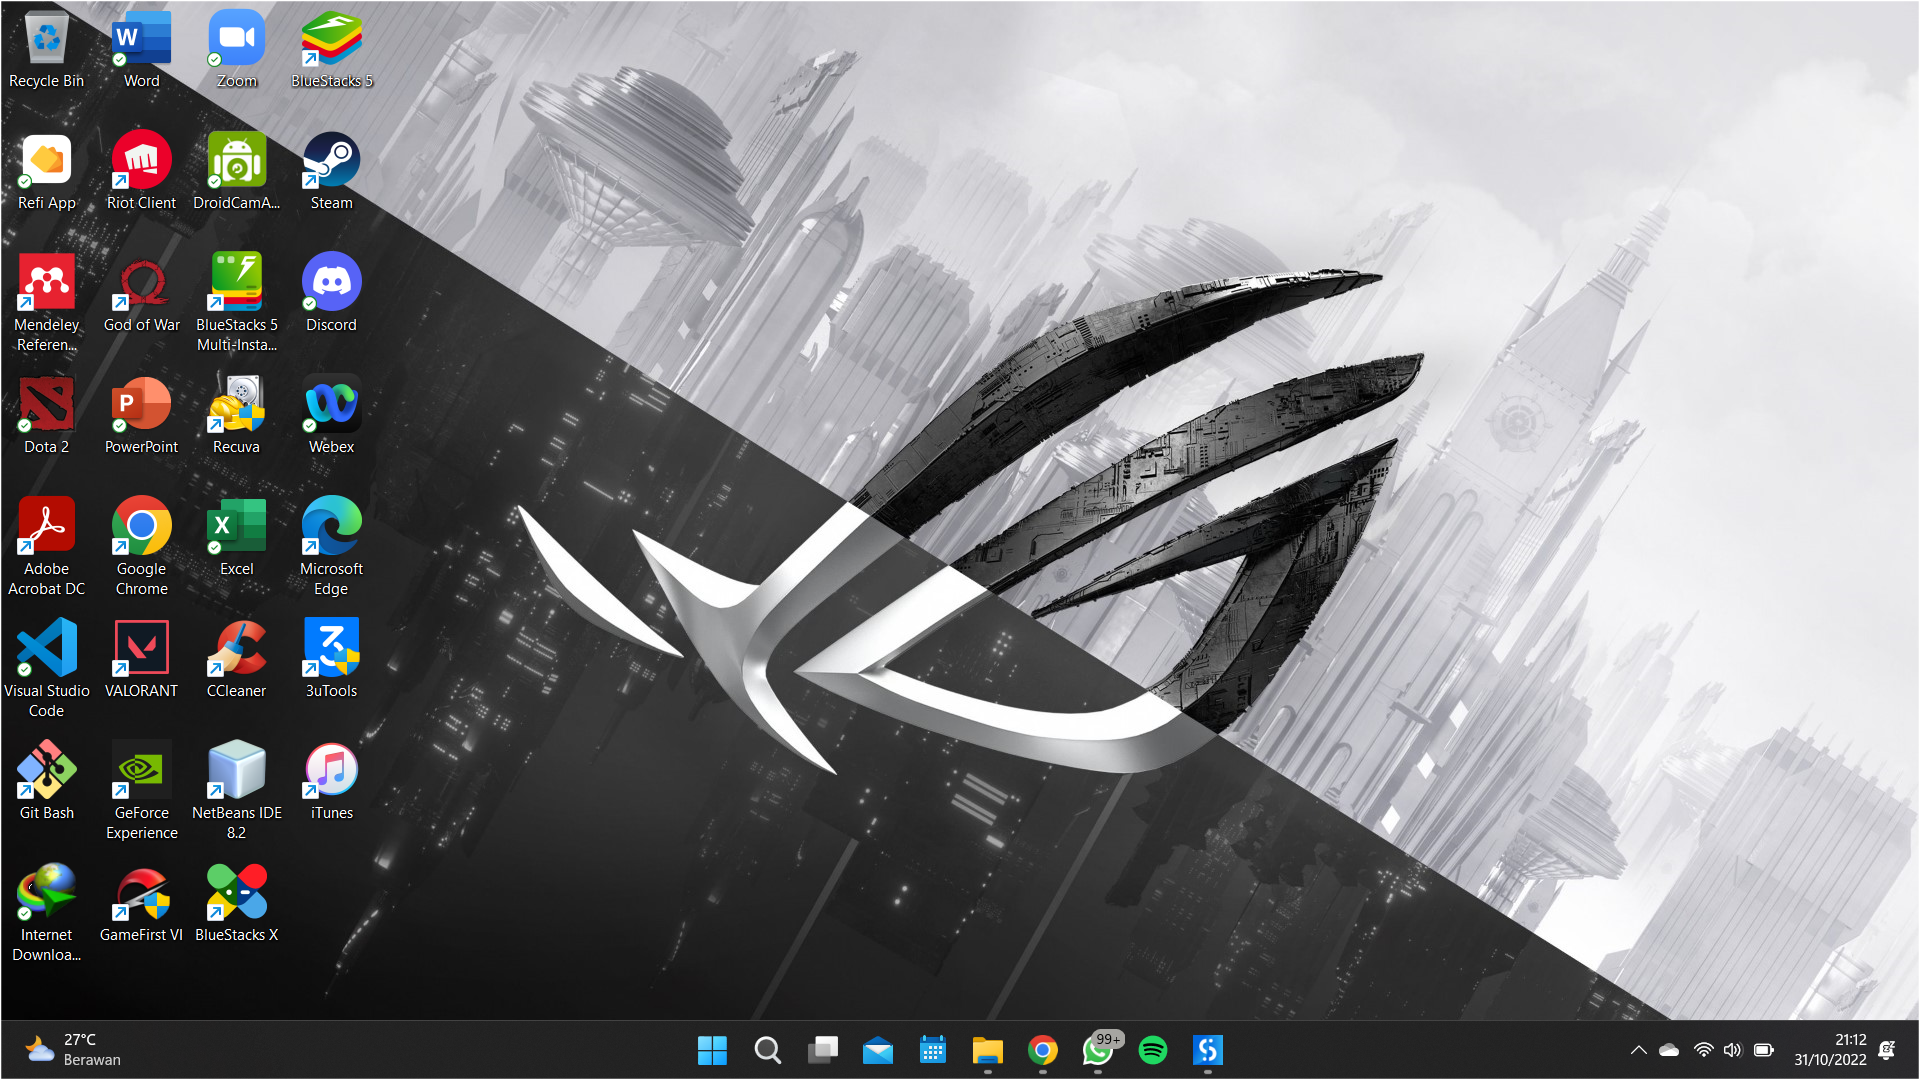 Recycle Bin
Word
Zoom
BlueStacks 5
Refi App
Riot Client
DroidCamA...
Steam
Mendeley
Referen...
God of War
BlueStacks 5
Multi-Insta...
Discord
Dota 2
PowerPoint
Recuva
Webex
Adobe
Acrobat DC
Google
Chrome
Excel
Microsoft
Edge
Visual Studio
Code
VALORANT
CCleaner
3uTools
Git Bash
GeForce
Experience
NetBeans IDE
8.2
iTunes
Internet
Downloa...
GameFirst VI
BlueStacks X
27°C
Berawan
99+
21:12
31/10/2022